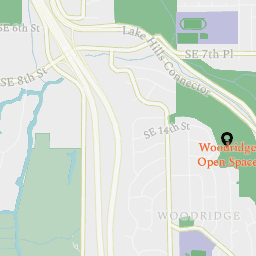 SE 6th St
Lake Hills Connector
SE 7th Pl
SE 8th St
SE 14th St
Woodridge
Open Space
WOODRIDGE